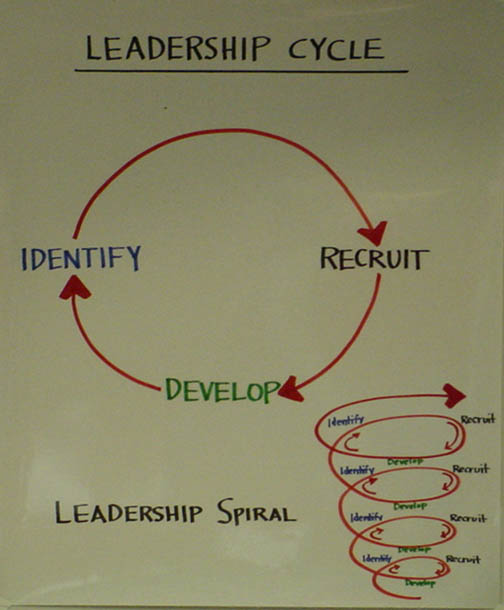 LEADERSHIP CYCLE
IDENTIFY
RECRUIT
DEVELOP
Identify
Recruit
Develop
Identify
Recruit
Develop
LEADERSHIP SPIRAL
Identify
Recruit
Develop
Identify
Recruit
Develop